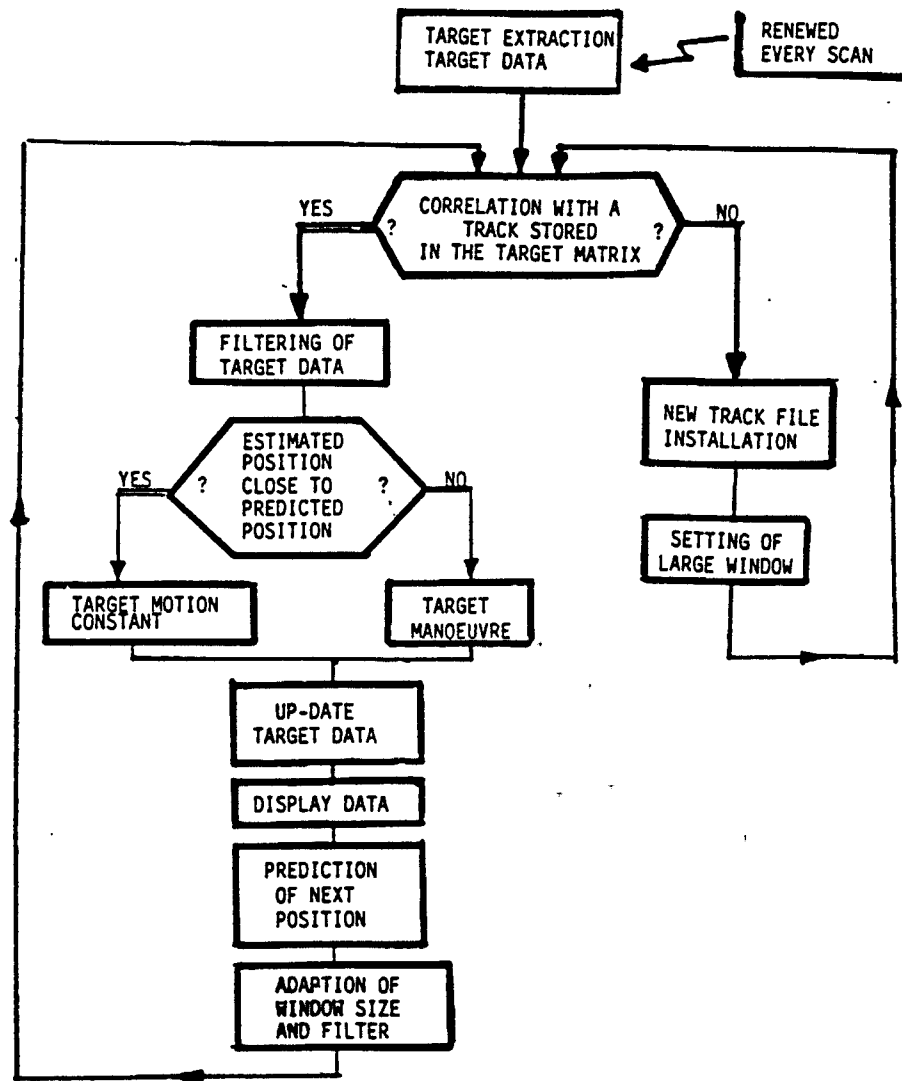 TARGET EXTRACTION
TARGET DATA
RENEWED
EVERY SCAN
YES
? CORRELATION WITH A
TRACK STORED ?
IN THE TARGET MATRIX
NO
FILTERING OF
TARGET DATA
NEW TRACK FILE
INSTALLATION
YES
ESTIMATED
POSITION
? CLOSE TO ?
PREDICTED
POSITION
NO
SETTING OF
LARGE WINDOW
TARGET MOTION
CONSTANT
TARGET
MANOEUVRE
UP-DATE
TARGET DATA
DISPLAY DATA
PREDICTION
OF NEXT
POSITION
ADAPTION OF
WINDOW SIZE
AND FILTER